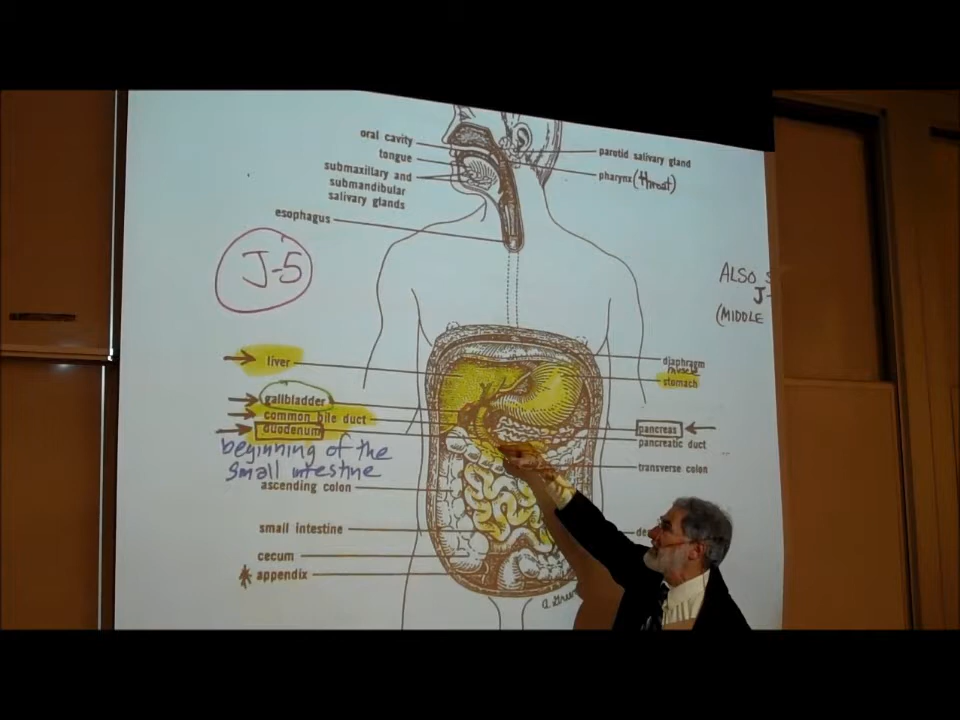 oral cavity
tongue
submaxillary and
submandibular
salivary glands
esophagus
parotid salivary gland
pharynx (throat)
J-5
ALSO
J-
(MIDDLE
liver
gallbladder
common bile duct
duodenum
beginning of the
small intestine
ascending colon
small intestine
cecum
* appendix
diaphragm
muscle
stomach
pancreas
pancreatic duct
transverse colon